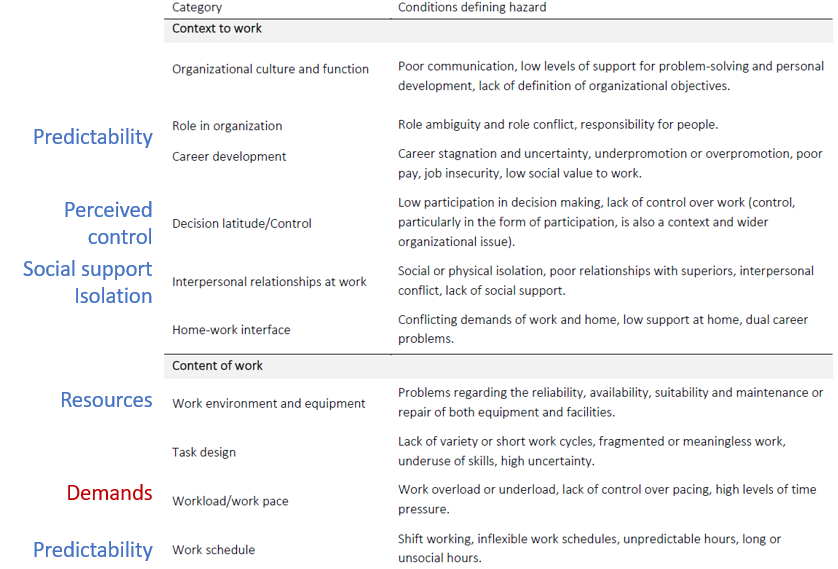 Category Conditions defining hazard
Context to work
Organizational culture and function Poor communication, low levels of support for problem-solving and personal
development, lack of definition of organizational objectives.
Predictability
Role in organization Role ambiguity and role conflict, responsibility for people.
Career development Career stagnation and uncertainty, underpromotion or overpromotion, poor
pay, job insecurity, low social value to work.
Perceived
control
Decision latitude/Control Low participation in decision making, lack of control over work (control,
particularly in the form of participation, is also a context and wider
organizational issue).
Social support
Isolation
Interpersonal relationships at work Social or physical isolation, poor relationships with superiors, interpersonal
conflict, lack of social support.
Home-work interface Conflicting demands of work and home, low support at home, dual career
problems.
Content of work
Resources
Work environment and equipment Problems regarding the reliability, availability, suitability and maintenance or
repair of both equipment and facilities.
Task design Lack of variety or short work cycles, fragmented or meaningless work,
underuse of skills, high uncertainty.
Demands
Workload/work pace Work overload or underload, lack of control over pacing, high levels of time
pressure.
Predictability
Work schedule Shift working, inflexible work schedules, unpredictable hours, long or
unsocial hours.